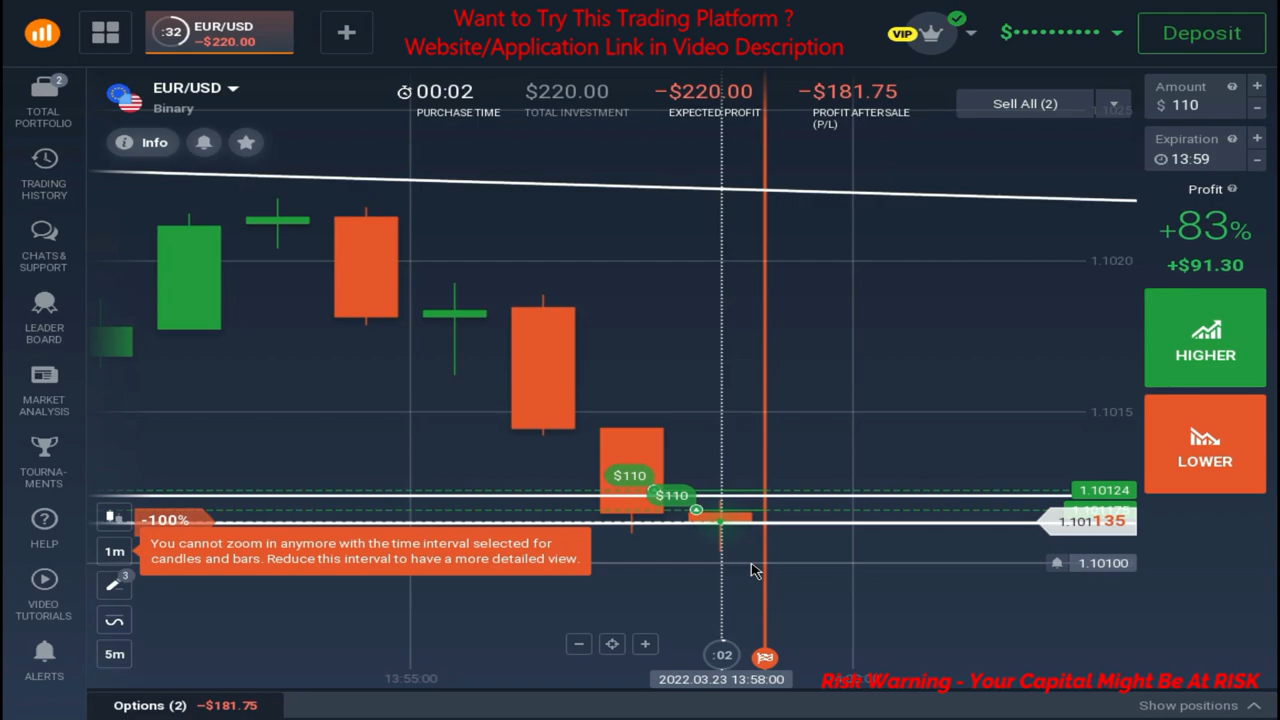 Want to Try This Trading Platform ?
Website/Application Link in Video Description
:32
EUR/USD
−$220.00
+
VIP
$••••••••••
Deposit
2
TOTAL
PORTFOLIO
TRADING
HISTORY
CHATS &
SUPPORT
LEADER
BOARD
MARKET
ANALYSIS
TOURNA-
MENTS
HELP
VIDEO
TUTORIALS
ALERTS
EUR/USD
Binary
Info
00:02
PURCHASE TIME
$220.00
TOTAL INVESTMENT
−$220.00
EXPECTED PROFIT
−$181.75
PROFIT AFTER SALE
(P/L)
Sell All (2)
1.1025
1.1020
1.1015
$110
$110
1.10124
1.101135
1.10100
-100%
You cannot zoom in anymore with the time interval selected for
candles and bars. Reduce this interval to have a more detailed view.
1m
3
5m
−
+
:02
13:55:00
2022.03.23 13:58:00
Amount
$ 110
+
−
Expiration
13:59
+
−
Profit
+83%
+$91.30
HIGHER
LOWER
Risk Warning - Your Capital Might Be At RISK
Options (2) −$181.75
Show positions